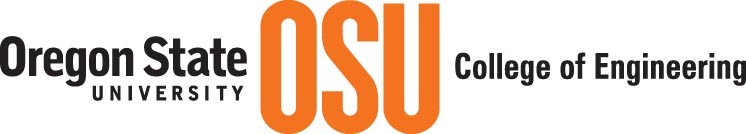 Oregon State
UNIVERSITY
OSU
College of Engineering